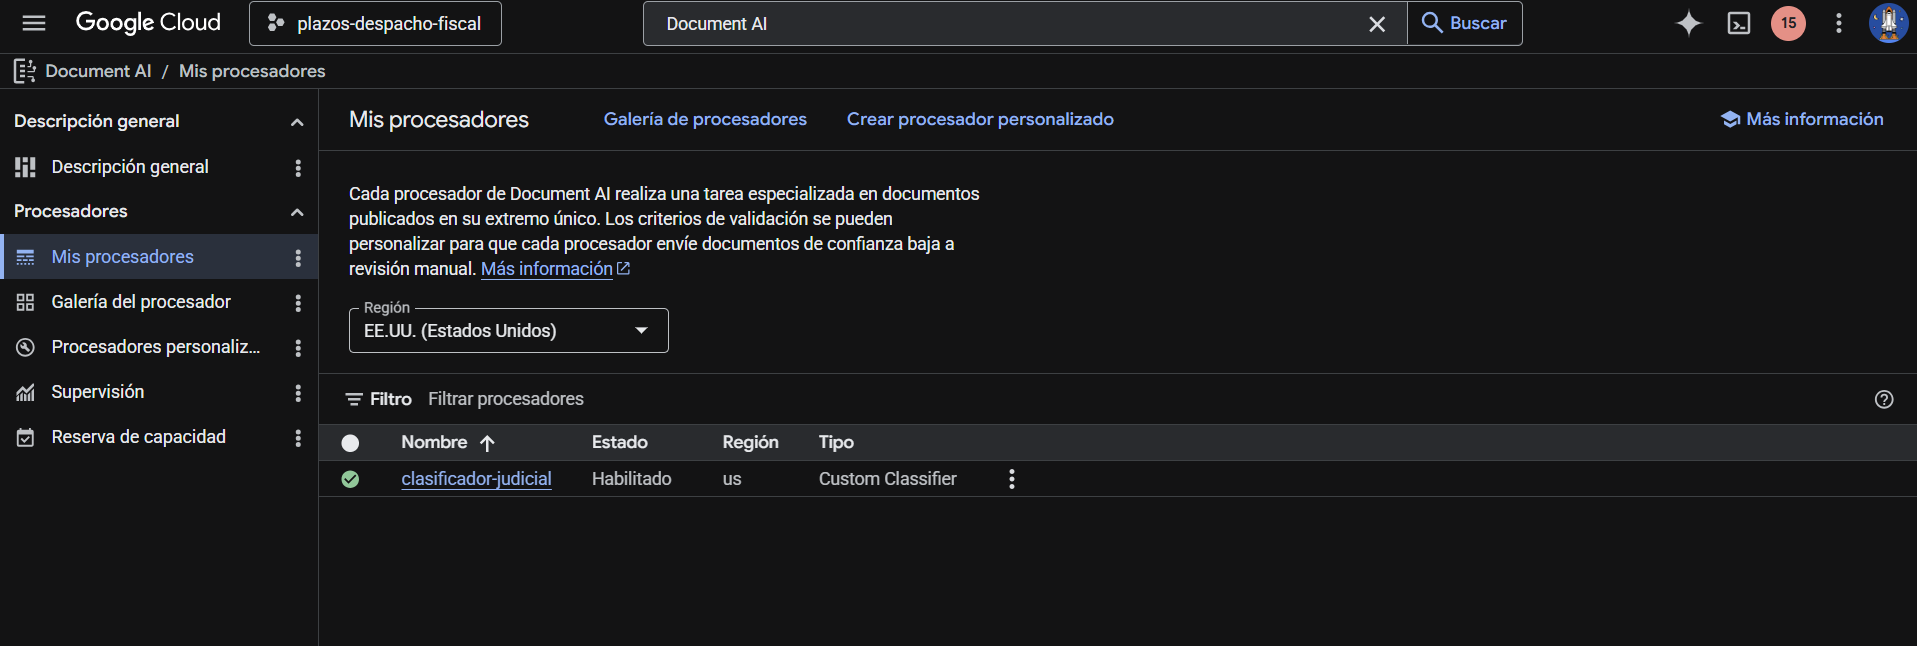 Google Cloud
plazos-despacho-fiscal
Document AI
Buscar
15
Document AI / Mis procesadores
Descripción general
Descripción general
Procesadores
Mis procesadores
Galería del procesador
Procesadores personaliz...
Supervisión
Reserva de capacidad
Mis procesadores
Galería de procesadores
Crear procesador personalizado
Más información
Cada procesador de Document AI realiza una tarea especializada en documentos
publicados en su extremo único. Los criterios de validación se pueden
personalizar para que cada procesador envíe documentos de confianza baja a
revisión manual. Más información
Región
EE.UU. (Estados Unidos)
Filtro Filtrar procesadores
Nombre Estado Región Tipo
clasificador-judicial Habilitado us Custom Classifier